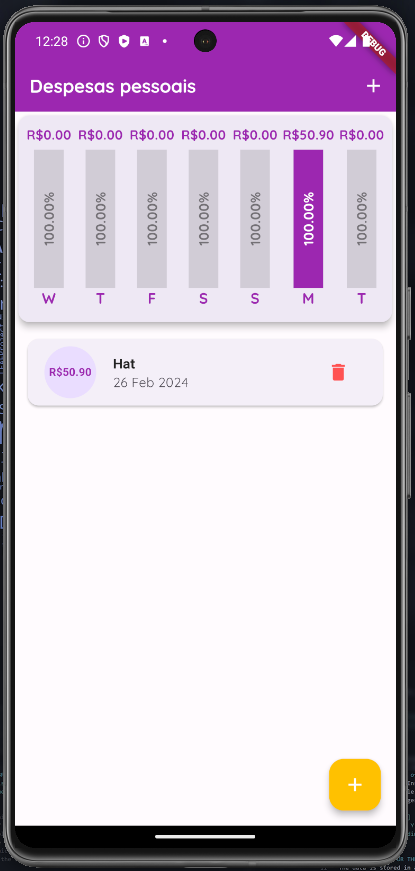 12:28
DEBUG
Despesas pessoais
R$0.00 R$0.00 R$0.00 R$0.00 R$0.00 R$50.90 R$0.00
100.00% 100.00% 100.00% 100.00% 100.00% 100.00% 100.00%
W T F S S M T
R$50.90
Hat
26 Feb 2024